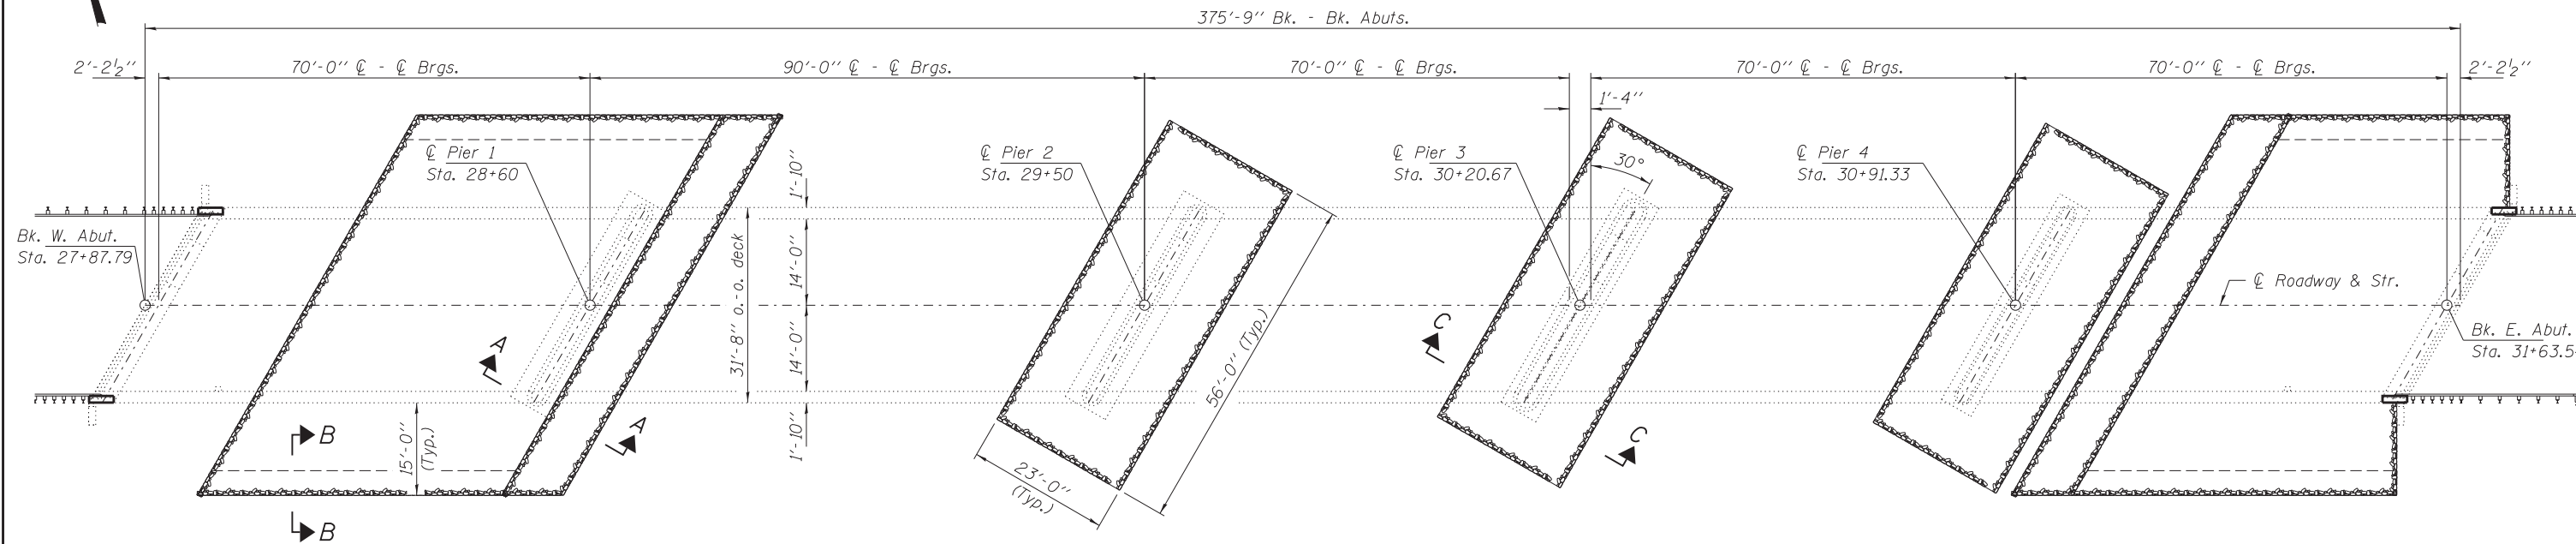 375'-9" Bk. - Bk. Abuts.
2'-2½"
70'-0" ℄ - ℄ Brgs.
90'-0" ℄ - ℄ Brgs.
70'-0" ℄ - ℄ Brgs.
70'-0" ℄ - ℄ Brgs.
70'-0" ℄ - ℄ Brgs.
2'-2½"
1'-4"
℄ Pier 1
Sta. 28+60
1'-10"
℄ Pier 2
Sta. 29+50
℄ Pier 3
Sta. 30+20.67
30°
℄ Pier 4
Sta. 30+91.33
Bk. W. Abut.
Sta. 27+87.79
31'-8" o.-o. deck
14'-0"
14'-0"
1'-10"
℄ Roadway & Str.
Bk. E. Abut.
Sta. 31+63.5
A
A
B
B
15'-0"
(Typ.)
56'-0" (Typ.)
23'-0"
(Typ.)
C
C